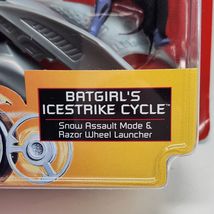 BATGIRL'S
ICESTRIKE CYCLE™
Snow Assault Mode &
Razor Wheel Launcher